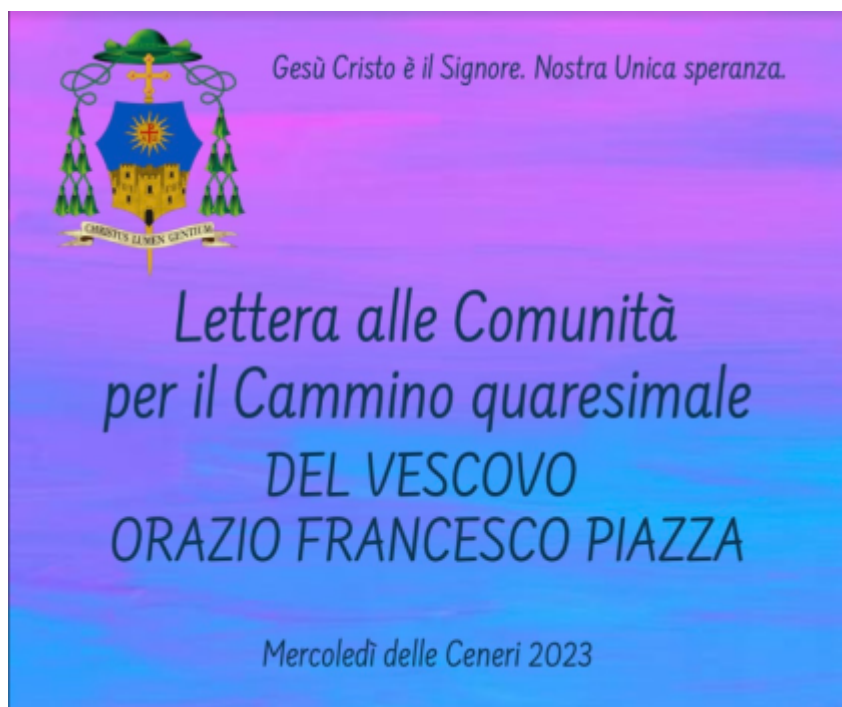 Gesù Cristo è il Signore. Nostra Unica speranza.
CHRISTUS LUMEN GENTIUM
Lettera alle Comunità
per il Cammino quaresimale
DEL VESCOVO
ORAZIO FRANCESCO PIAZZA
Mercoledì delle Ceneri 2023